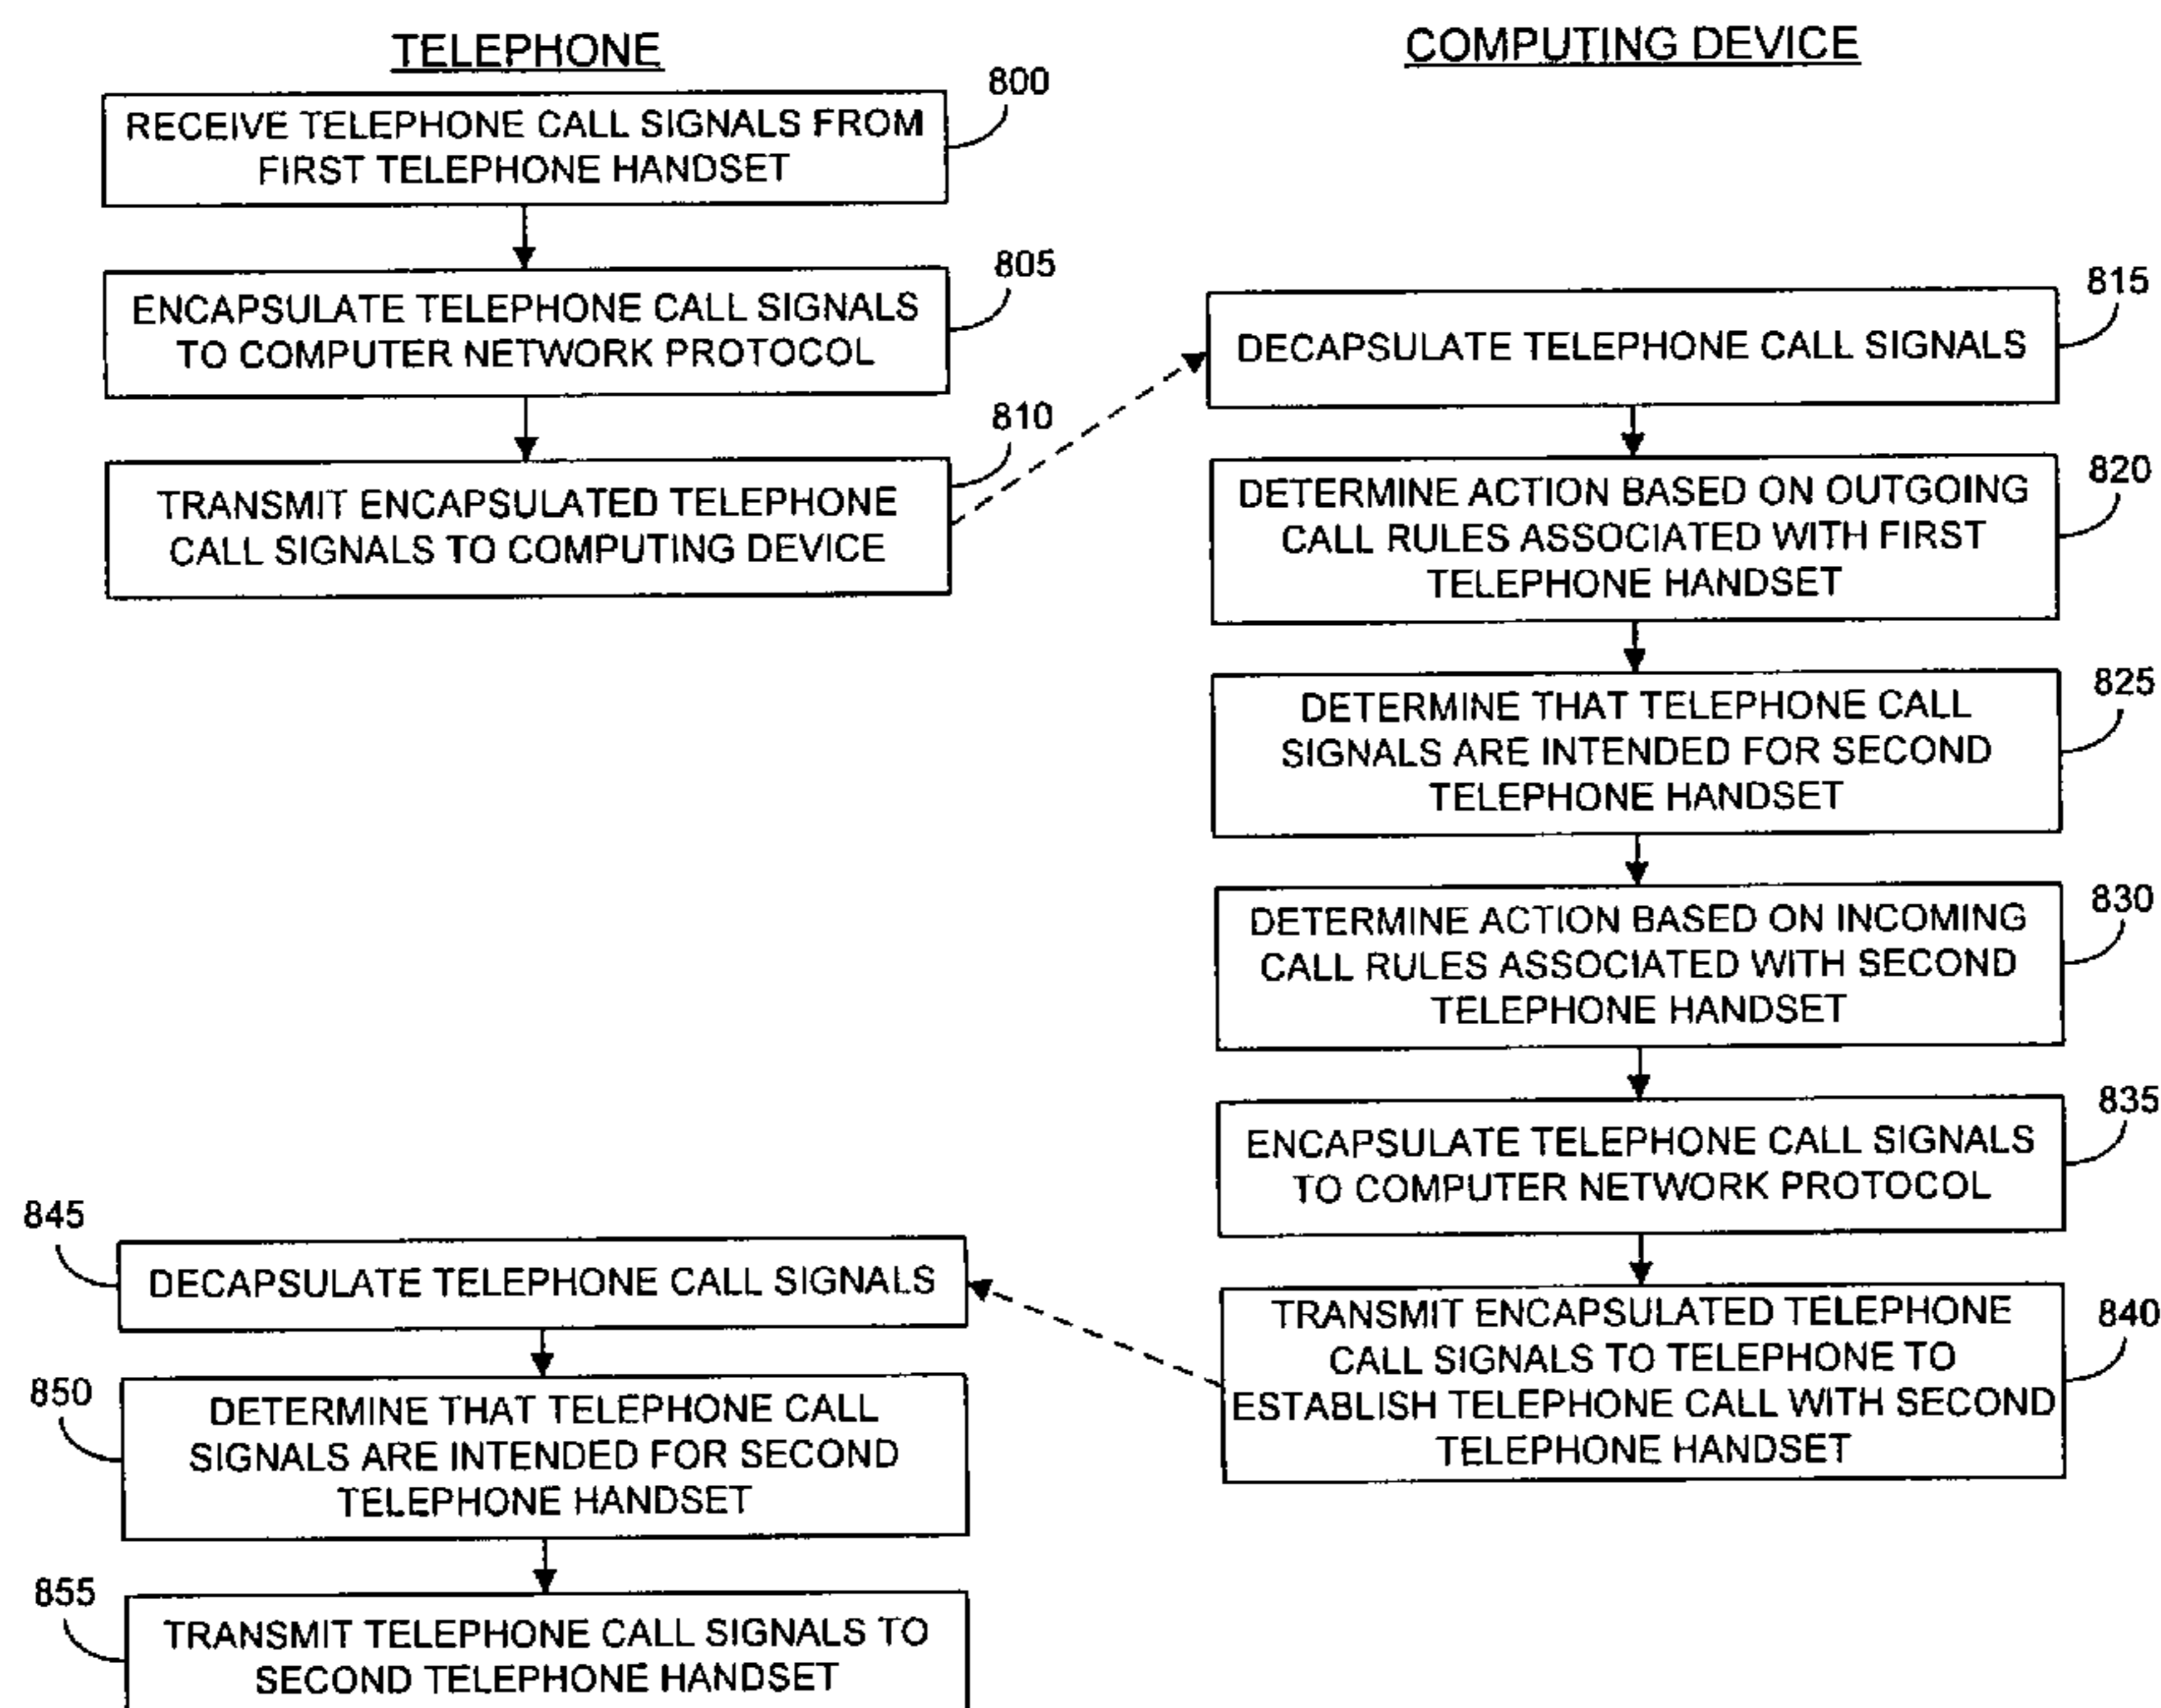 TELEPHONE
800
RECEIVE TELEPHONE CALL SIGNALS FROM
FIRST TELEPHONE HANDSET
805
ENCAPSULATE TELEPHONE CALL SIGNALS
TO COMPUTER NETWORK PROTOCOL
810
TRANSMIT ENCAPSULATED TELEPHONE
CALL SIGNALS TO COMPUTING DEVICE
COMPUTING DEVICE
815
DECAPSULATE TELEPHONE CALL SIGNALS
820
DETERMINE ACTION BASED ON OUTGOING
CALL RULES ASSOCIATED WITH FIRST
TELEPHONE HANDSET
825
DETERMINE THAT TELEPHONE CALL
SIGNALS ARE INTENDED FOR SECOND
TELEPHONE HANDSET
830
DETERMINE ACTION BASED ON INCOMING
CALL RULES ASSOCIATED WITH SECOND
TELEPHONE HANDSET
835
ENCAPSULATE TELEPHONE CALL SIGNALS
TO COMPUTER NETWORK PROTOCOL
840
TRANSMIT ENCAPSULATED TELEPHONE
CALL SIGNALS TO TELEPHONE TO
ESTABLISH TELEPHONE CALL WITH SECOND
TELEPHONE HANDSET
845
DECAPSULATE TELEPHONE CALL SIGNALS
850
DETERMINE THAT TELEPHONE CALL
SIGNALS ARE INTENDED FOR SECOND
TELEPHONE HANDSET
855
TRANSMIT TELEPHONE CALL SIGNALS TO
SECOND TELEPHONE HANDSET